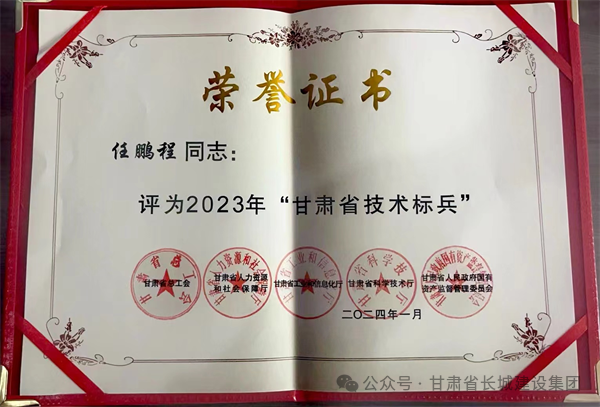 荣誉证书
任鹏程 同志：
评为2023年“甘肃省技术标兵”
甘肃省总工会
甘肃省人力资源和社会保障厅
甘肃省工业和信息化厅
甘肃省科学技术厅
甘肃省人民政府国有资产监督管理委员会
二〇二四年一月
公众号·甘肃省长城建设集团